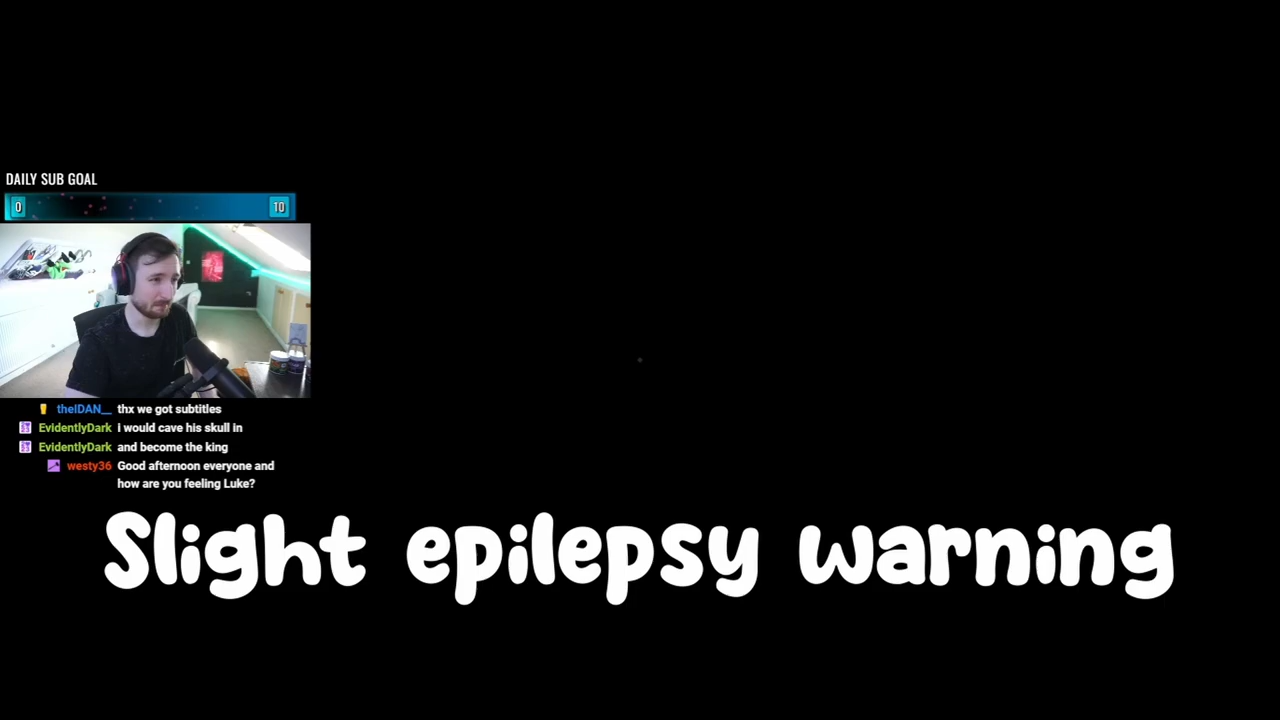 DAILY SUB GOAL
0 10
theIDAN__ thx we got subtitles
EvidentlyDark i would cave his skull in
EvidentlyDark and become the king
westy36 Good afternoon everyone and
how are you feeling Luke?
Slight epilepsy warning